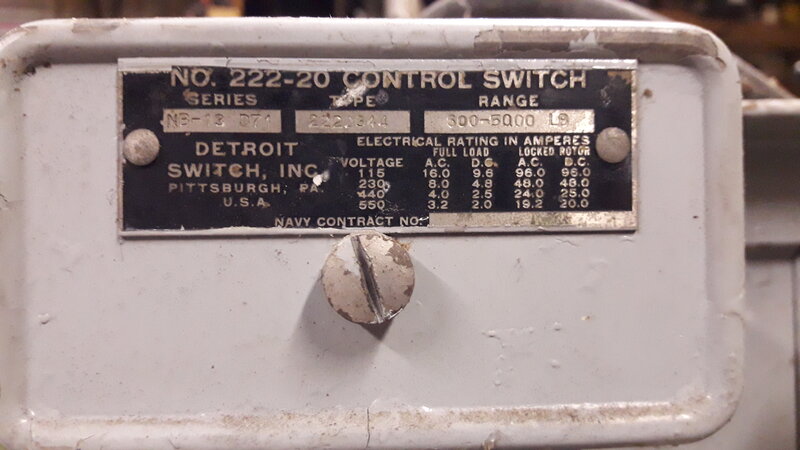 NO. 222-20 CONTROL SWITCH
SERIES TYPE RANGE
NB-13 D71 300-5000 LB
DETROIT
SWITCH, INC.
PITTSBURGH, PA
U.S.A
ELECTRICAL RATING IN AMPERES
FULL LOAD LOCKED ROTOR
VOLTAGE A.C. D.C. A.C. D.C.
115 16.0 9.6 96.0 96.0
230 8.0 4.8 48.0 48.0
440 4.0 2.5 24.0 25.0
550 3.2 2.0 19.2 20.0
NAVY CONTRACT NO.